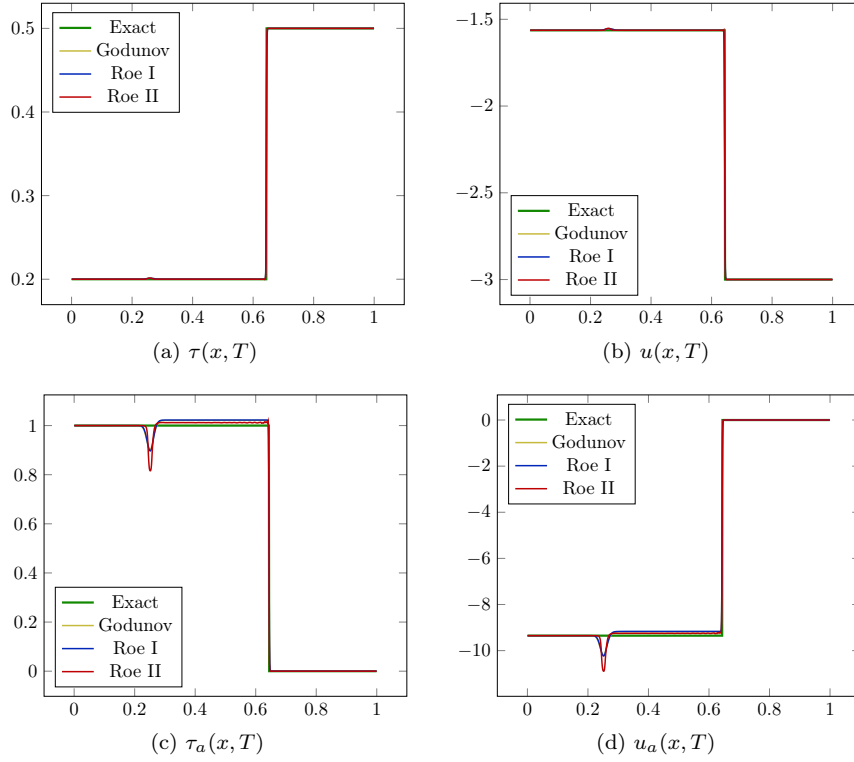 0.5
0.4
0.3
0.2
Exact
Godunov
Roe I
Roe II
0 0.2 0.4 0.6 0.8 1
(a) τ(x, T)
−1.5
−2
−2.5
−3
Exact
Godunov
Roe I
Roe II
0 0.2 0.4 0.6 0.8 1
(b) u(x, T)
1
0.8
0.6
0.4
0.2
0
Exact
Godunov
Roe I
Roe II
0 0.2 0.4 0.6 0.8 1
(c) τₐ(x, T)
0
−2
−4
−6
−8
−10
Exact
Godunov
Roe I
Roe II
0 0.2 0.4 0.6 0.8 1
(d) uₐ(x, T)